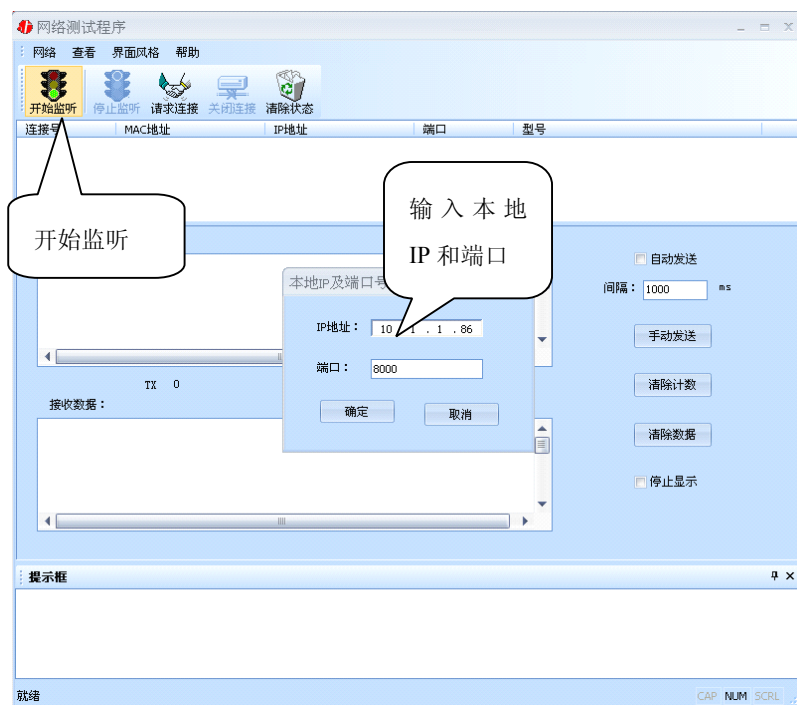 网络测试程序
网络 查看 界面风格 帮助
开始监听 停止监听 请求连接 关闭连接 清除状态
连接号 MAC地址 IP地址 端口 型号
输入本地
IP 和端口
开始监听
自动发送
本地IP及端口号
间隔： 1000 ms
IP地址： 10 . 1 . 1 . 86
手动发送
端口： 8000
TX 0
清除计数
接收数据：
确定 取消
清除数据
停止显示
提示框
就绪 CAP NUM SCRL